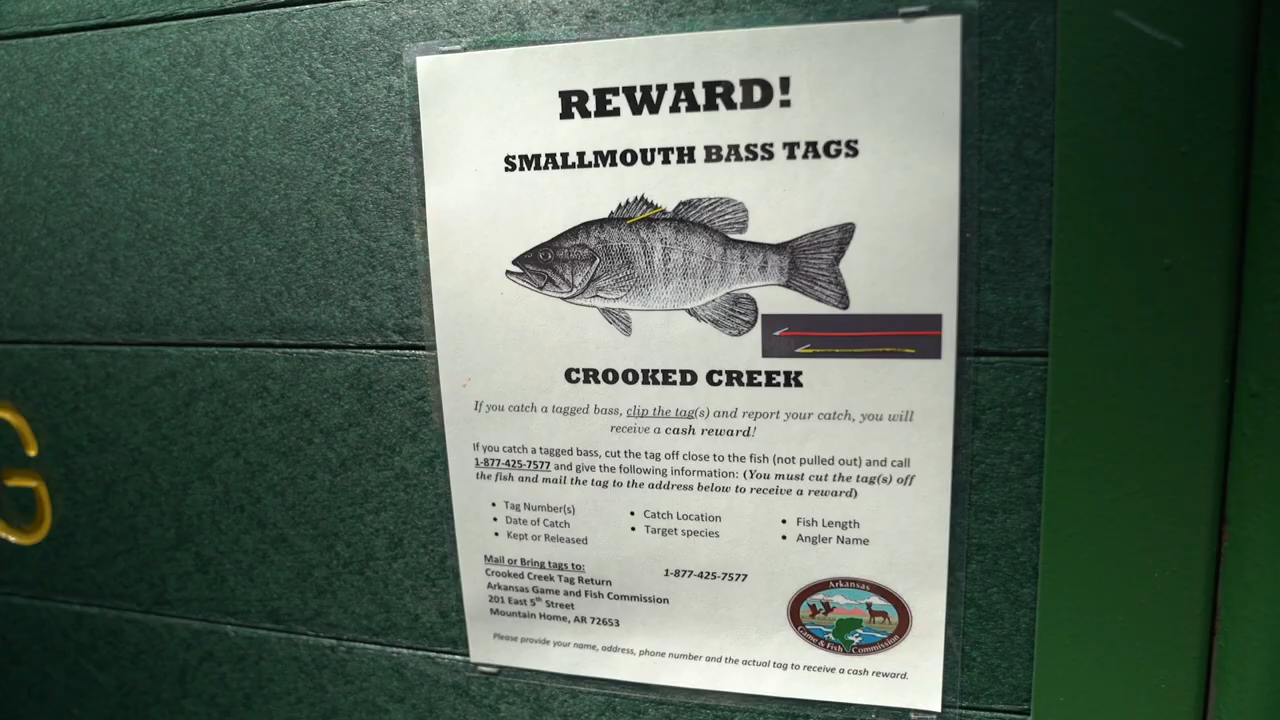 REWARD!
SMALLMOUTH BASS TAGS
CROOKED CREEK
If you catch a tagged bass, clip the tag(s) and report your catch, you will
receive a cash reward!
If you catch a tagged bass, cut the tag off close to the fish (not pulled out) and call
1-877-425-7577 and give the following information: (You must cut the tag(s) off
the fish and mail the tag to the address below to receive a reward)
• Tag Number(s)
• Date of Catch
• Kept or Released
• Catch Location
• Target species
• Fish Length
• Angler Name
Mail or Bring tags to:
Crooked Creek Tag Return
Arkansas Game and Fish Commission
201 East 5th Street
Mountain Home, AR 72653
1-877-425-7577
Arkansas
Game & Fish Commission
Please provide your name, address, phone number and the actual tag to receive a cash reward.